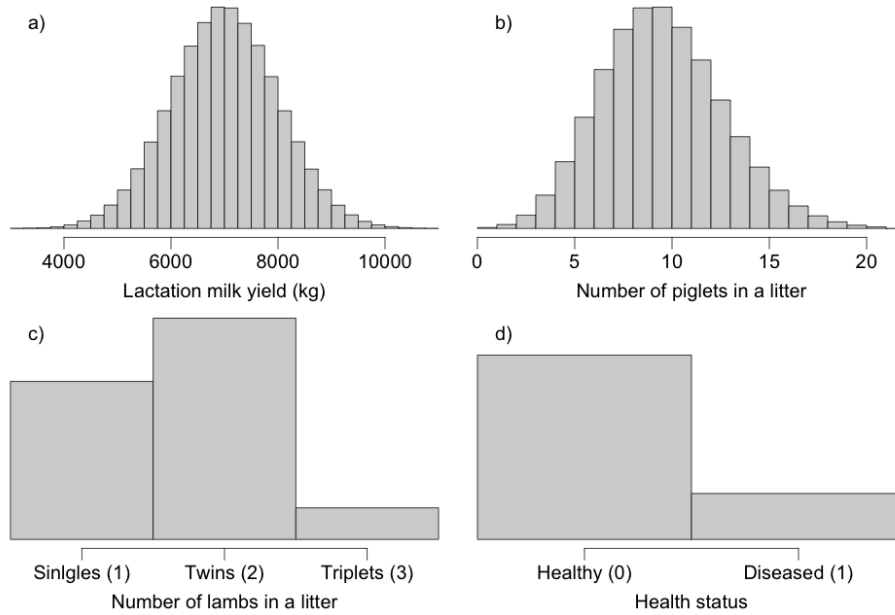 a)
4000 6000 8000 10000
Lactation milk yield (kg)
b)
0 5 10 15 20
Number of piglets in a litter
c)
Sinlgles (1) Twins (2) Triplets (3)
Number of lambs in a litter
d)
Healthy (0) Diseased (1)
Health status